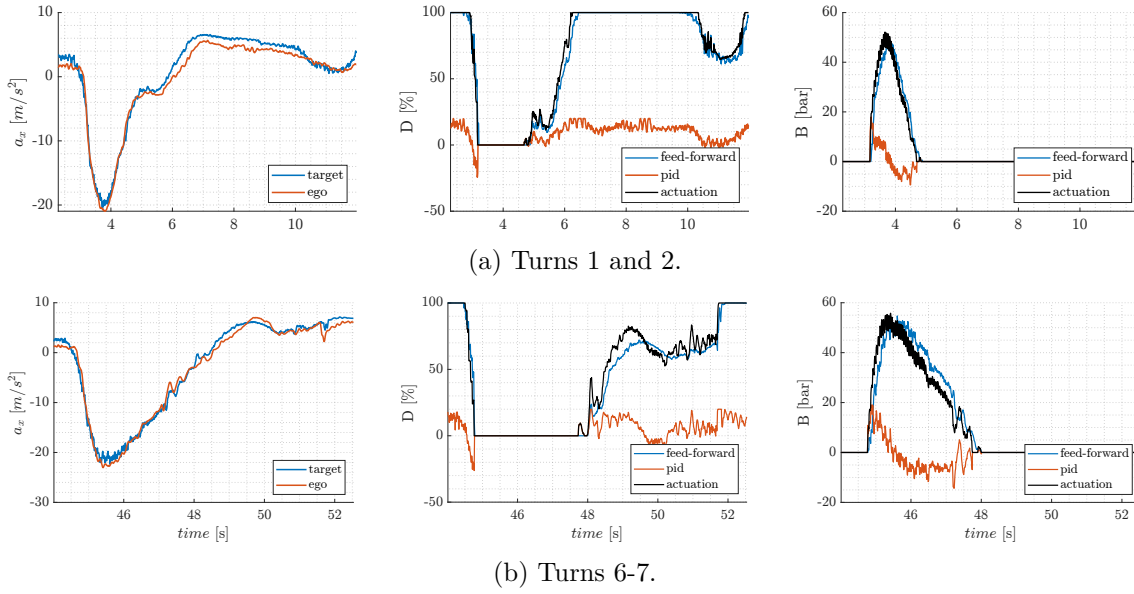 10
0
-10
-20
4
6
8
10
a_x [m/s²]
target
ego
100
50
0
-50
4
6
8
10
D [%]
feed-forward
pid
actuation
60
40
20
0
-20
4
6
8
10
B [bar]
feed-forward
pid
actuation
(a) Turns 1 and 2.
10
0
-10
-20
-30
46
48
50
52
a_x [m/s²]
time [s]
target
ego
100
50
0
-50
46
48
50
52
D [%]
time [s]
feed-forward
pid
actuation
60
40
20
0
-20
46
48
50
52
B [bar]
time [s]
feed-forward
pid
actuation
(b) Turns 6-7.